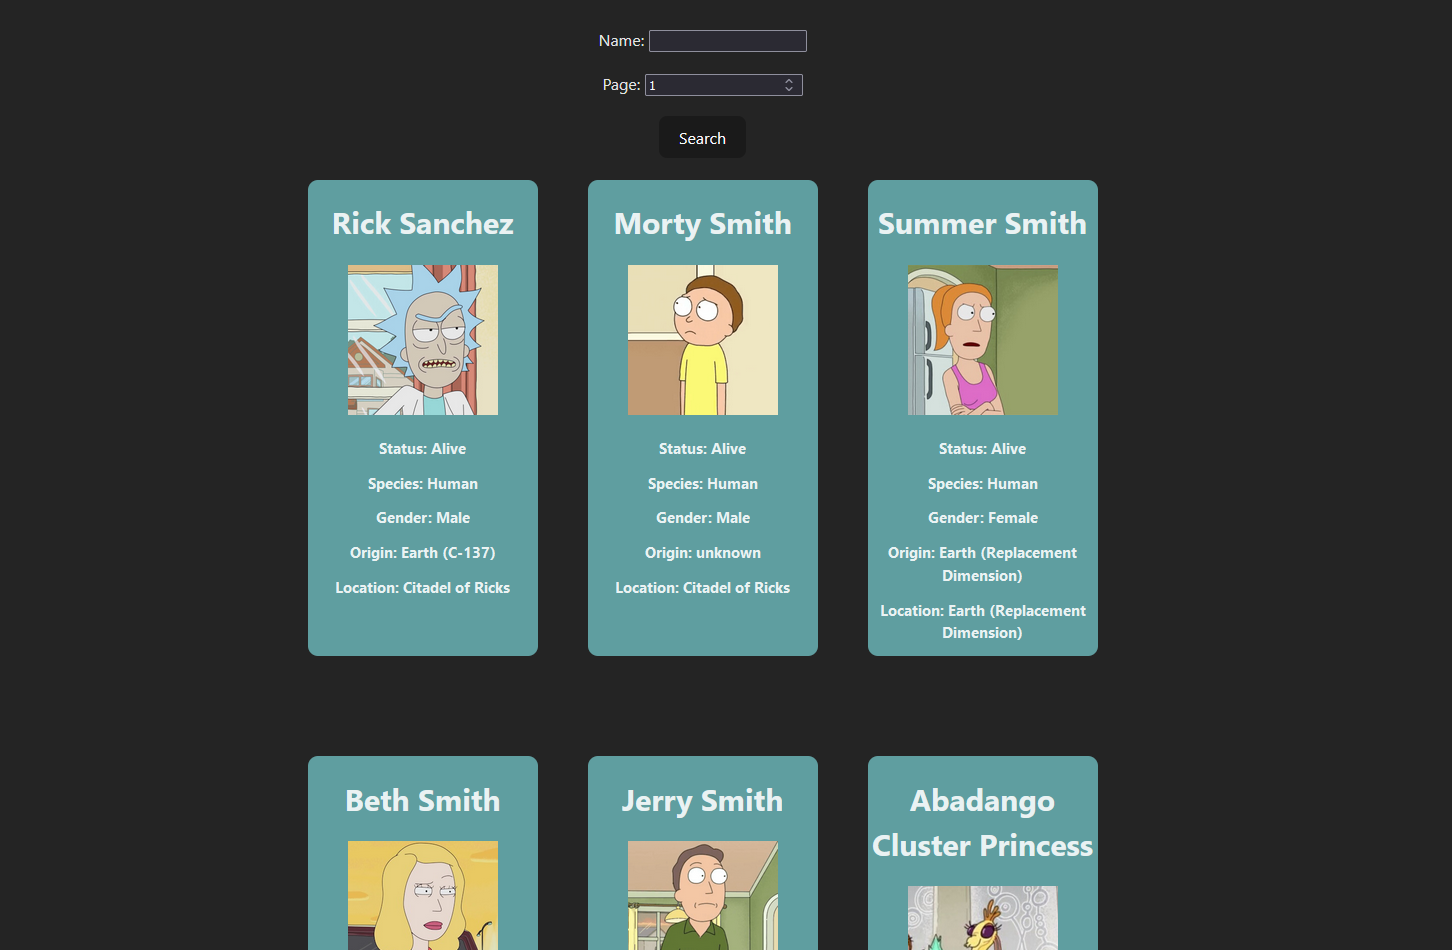 Name:
Page: 1
Search
Rick Sanchez
Status: Alive
Species: Human
Gender: Male
Origin: Earth (C-137)
Location: Citadel of Ricks
Morty Smith
Status: Alive
Species: Human
Gender: Male
Origin: unknown
Location: Citadel of Ricks
Summer Smith
Status: Alive
Species: Human
Gender: Female
Origin: Earth (Replacement
Dimension)
Location: Earth (Replacement
Dimension)
Beth Smith
Jerry Smith
Abadango
Cluster Princess